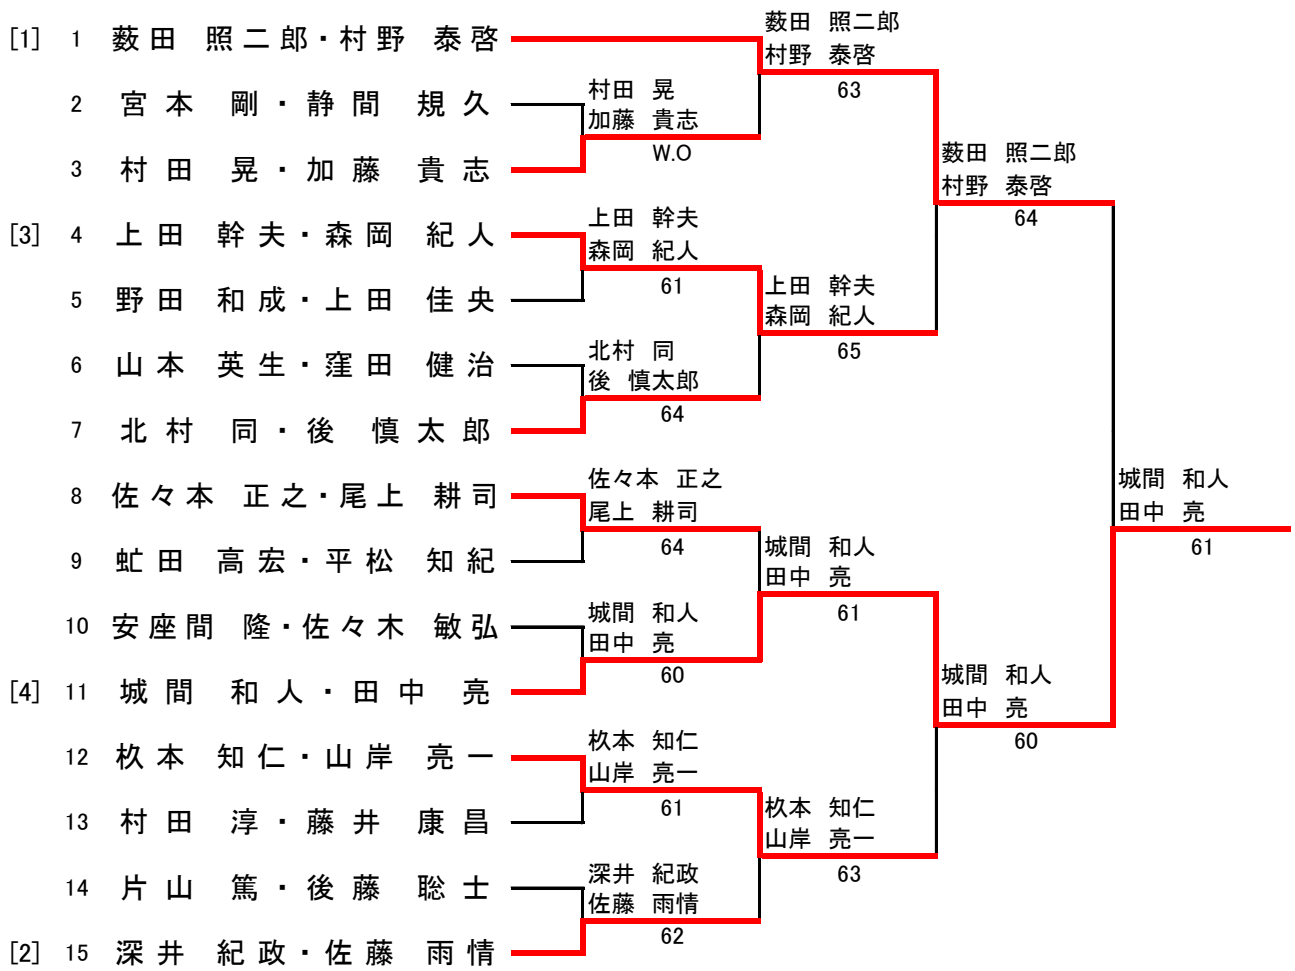 [1] 1 薮田 照二郎・村野 泰啓
2 宮本 剛・静間 規久
3 村田 晃・加藤 貴志
[3] 4 上田 幹夫・森岡 紀人
5 野田 和成・上田 佳央
6 山本 英生・窪田 健治
7 北村 同・後 慎太郎
8 佐々本 正之・尾上 耕司
9 虻田 高宏・平松 知紀
10 安座間 隆・佐々木 敏弘
[4] 11 城間 和人・田中 亮
12 杦本 知仁・山岸 亮一
13 村田 淳・藤井 康昌
14 片山 篤・後藤 聡士
[2] 15 深井 紀政・佐藤 雨情
村田 晃
加藤 貴志
W.O
上田 幹夫
森岡 紀人
61
北村 同
後 慎太郎
64
佐々本 正之
尾上 耕司
64
城間 和人
田中 亮
60
杦本 知仁
山岸 亮一
61
深井 紀政
佐藤 雨情
62
薮田 照二郎
村野 泰啓
63
上田 幹夫
森岡 紀人
65
城間 和人
田中 亮
61
杦本 知仁
山岸 亮一
63
薮田 照二郎
村野 泰啓
64
城間 和人
田中 亮
60
城間 和人
田中 亮
61